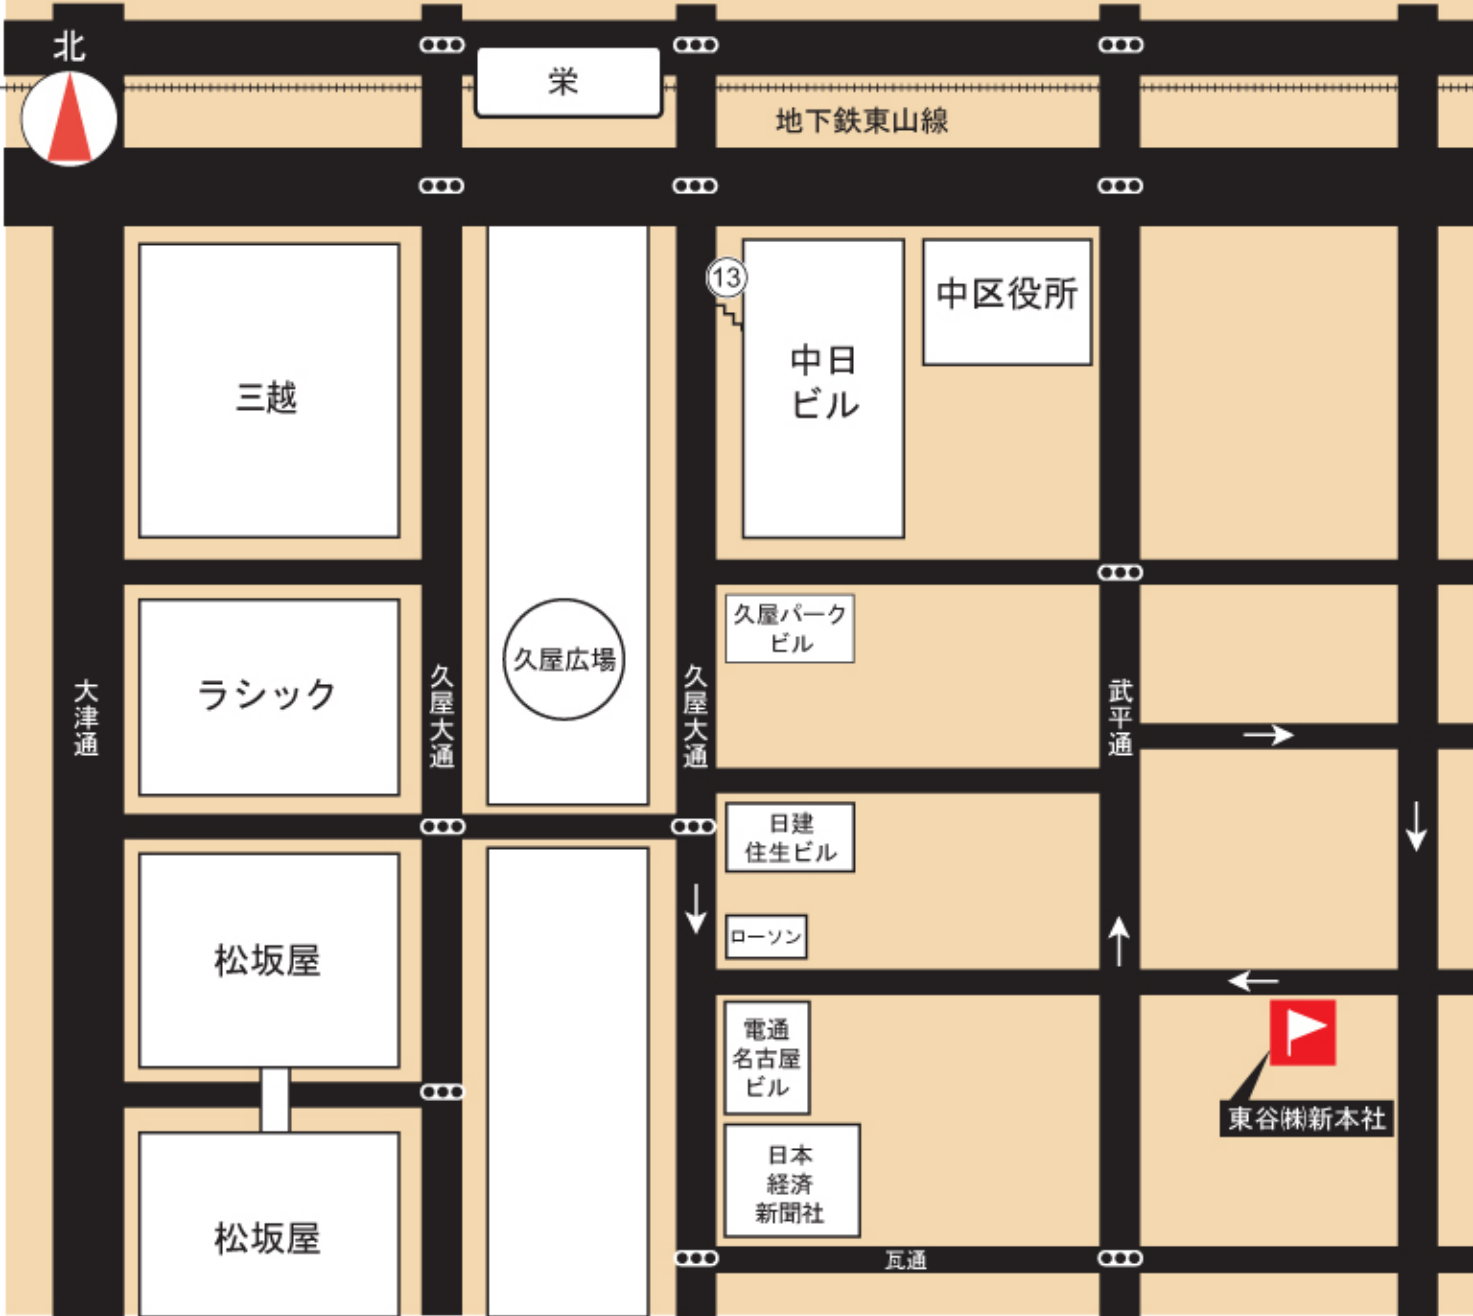 北
栄
地下鉄東山線
13
中区役所
中日
ビル
三越
久屋パーク
ビル
久屋広場
ラシック
大津通
久屋大通
久屋大通
武平通
日建
住生ビル
ローソン
松坂屋
電通
名古屋
ビル
東谷㈱新本社
日本
経済
新聞社
松坂屋
瓦通